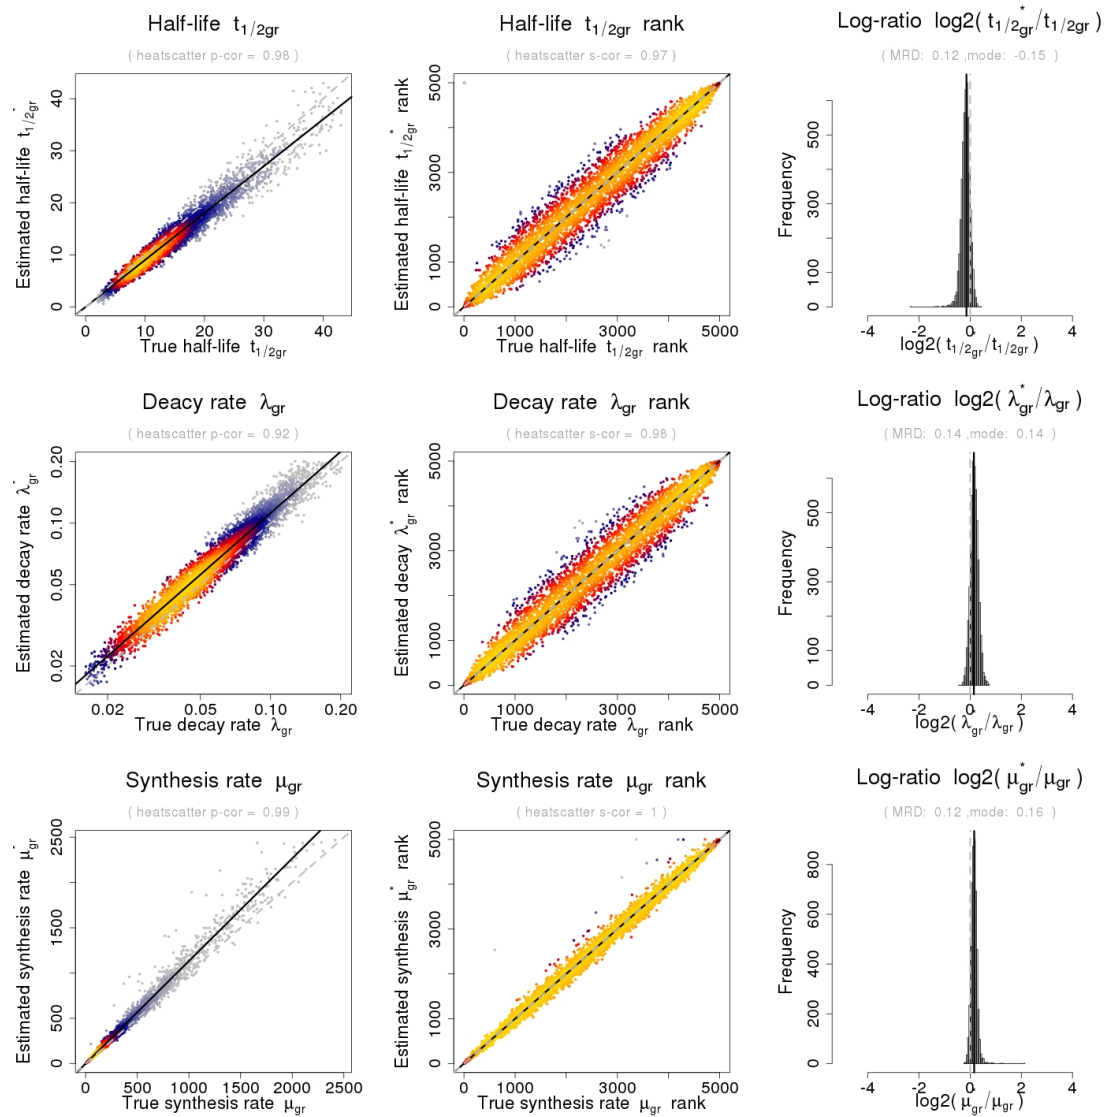 Half-life t1/2gr
( heatscatter p-cor = 0.98 )
Estimated half-life t1/2gr*
0 10 20 30 40
0 10 20 30 40
True half-life t1/2gr
Half-life t1/2gr rank
( heatscatter s-cor = 0.97 )
Estimated half-life t1/2gr* rank
0 1000 3000 5000
0 1000 3000 5000
True half-life t1/2gr rank
Log-ratio log2( t1/2gr*/t1/2gr )
( MRD: 0.12 ,mode: -0.15 )
Frequency
0 100 300 500
-4 -2 0 2 4
log2( t1/2gr/t1/2gr )
Deacy rate λgr
( heatscatter p-cor = 0.92 )
Estimated decay rate λgr*
0.02 0.05 0.10 0.20
0.02 0.05 0.10 0.20
True decay rate λgr
Decay rate λgr rank
( heatscatter s-cor = 0.98 )
Estimated decay λgr* rank
0 1000 3000 5000
0 1000 3000 5000
True decay rate λgr rank
Log-ratio log2( λgr*/λgr )
( MRD: 0.14 ,mode: 0.14 )
Frequency
0 100 300 500
-4 -2 0 2 4
log2( λgr/λgr )
Synthesis rate μgr
( heatscatter p-cor = 0.99 )
Estimated synthesis rate μgr*
0 500 1500 2500
0 500 1000 1500 2000 2500
True synthesis rate μgr
Synthesis rate μgr rank
( heatscatter s-cor = 1 )
Estimated synthesis μgr* rank
0 1000 3000 5000
0 1000 3000 5000
True synthesis rate μgr rank
Log-ratio log2( μgr*/μgr )
( MRD: 0.12 ,mode: 0.16 )
Frequency
0 200 400 600 800
-4 -2 0 2 4
log2( μgr/μgr )